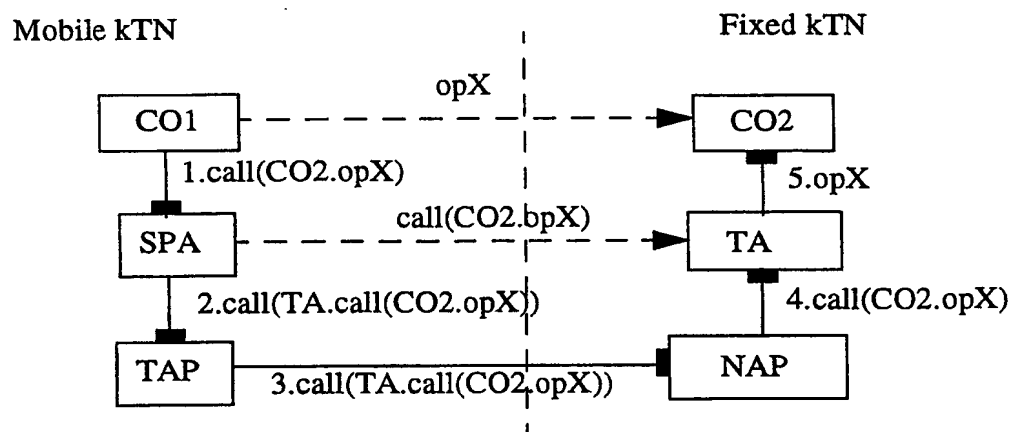 Mobile kTN
Fixed kTN
opX
CO1
CO2
1.call(CO2.opX)
5.opX
SPA
call(CO2.opX)
TA
2.call(TA.call(CO2.opX))
4.call(CO2.opX)
TAP
NAP
3.call(TA.call(CO2.opX))